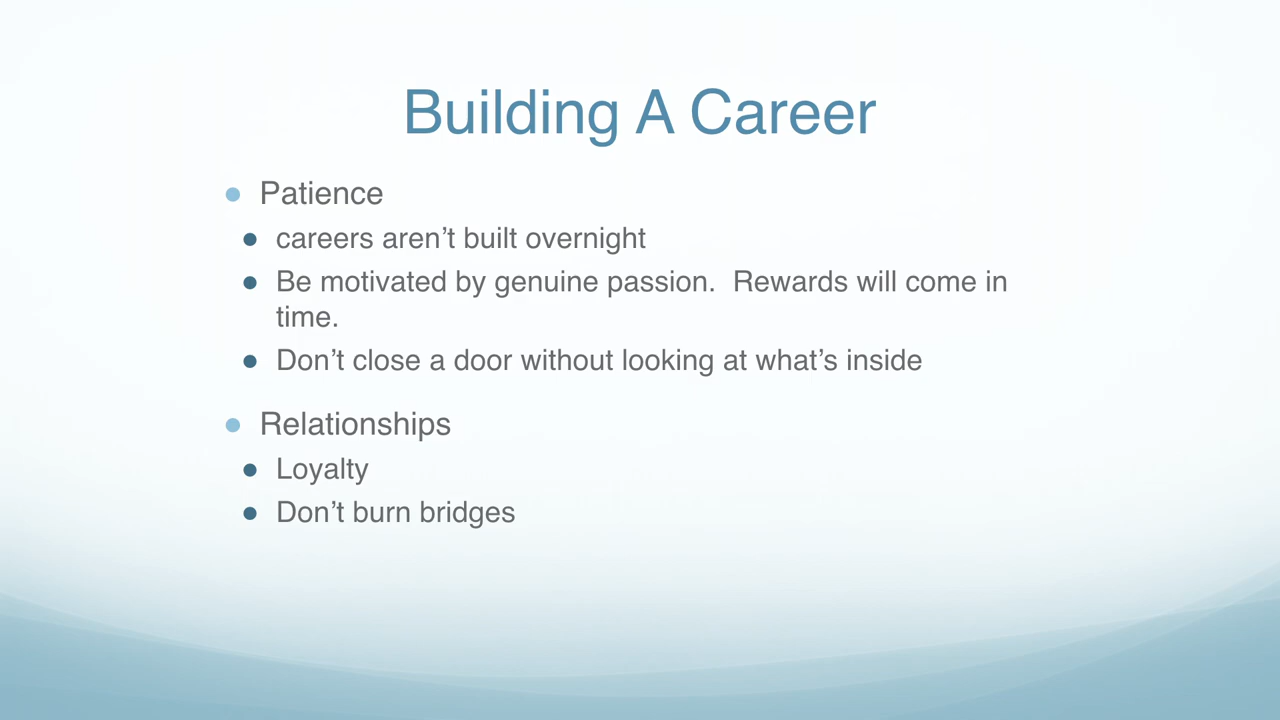 Building A Career
Patience
careers aren’t built overnight
Be motivated by genuine passion.  Rewards will come in
time.
Don’t close a door without looking at what’s inside
Relationships
Loyalty
Don’t burn bridges